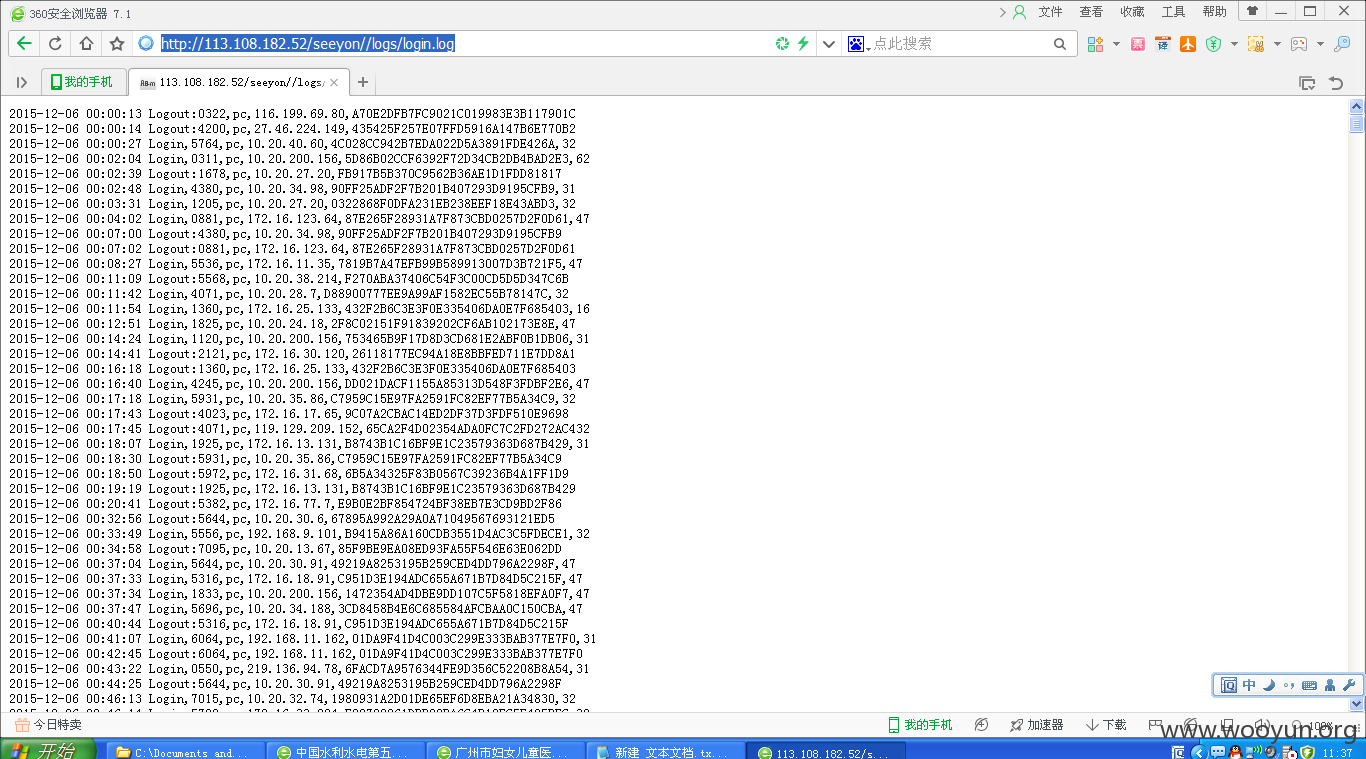 360安全浏览器 7.1
文件 查看 收藏 工具 帮助
http://113.108.182.52/seeyon//logs/login.log
点此搜索
我的手机
113.108.182.52/seeyon//logs/
2015-12-06 00:00:13 Logout:0322,pc,116.199.69.80,A70E2DFB7FC9021C019983E3B117901C
2015-12-06 00:00:14 Logout:4200,pc,27.46.224.149,435425F257E07FFD5916A147B6E770B2
2015-12-06 00:00:27 Login,5764,pc,10.20.40.60,4C028CC942B7EDA022D5A3891FDE426A,32
2015-12-06 00:02:04 Login,0311,pc,10.20.200.156,5D86B02CCF6392F72D34CB2DB4BAD2E3,62
2015-12-06 00:02:39 Logout:1678,pc,10.20.27.20,FB917B5B370C9562B36AE1D1FDD81817
2015-12-06 00:02:48 Login,4380,pc,10.20.34.98,90FF25ADF2F7B201B407293D9195CFB9,31
2015-12-06 00:03:31 Login,1205,pc,10.20.27.20,0322868F0DFA231EB238EEF18E43ABD3,32
2015-12-06 00:04:02 Login,0881,pc,172.16.123.64,87E265F28931A7F873CBD0257D2F0D61,47
2015-12-06 00:07:00 Logout:4380,pc,10.20.34.98,90FF25ADF2F7B201B407293D9195CFB9
2015-12-06 00:07:02 Logout:0881,pc,172.16.123.64,87E265F28931A7F873CBD0257D2F0D61
2015-12-06 00:08:27 Login,5536,pc,172.16.11.35,7819B7A47EFB99B589913007D3B721F5,47
2015-12-06 00:11:09 Logout:5568,pc,10.20.38.214,F270ABA37406C54F3C00CD5D5D347C6B
2015-12-06 00:11:42 Login,4071,pc,10.20.28.7,D88900777EE9A99AF1582EC55B78147C,32
2015-12-06 00:11:54 Login,1360,pc,172.16.25.133,432F2B6C3E3F0E335406DA0E7F685403,16
2015-12-06 00:12:51 Login,1825,pc,10.20.24.18,2F8C02151F91839202CF6AB102173E8E,47
2015-12-06 00:14:24 Login,1120,pc,10.20.200.156,753465B9F17D8D3CD681E2ABF0B1DB06,31
2015-12-06 00:14:41 Logout:2121,pc,172.16.30.120,26118177EC94A18E8BBFED711E7DD8A1
2015-12-06 00:16:18 Logout:1360,pc,172.16.25.133,432F2B6C3E3F0E335406DA0E7F685403
2015-12-06 00:16:40 Login,4245,pc,10.20.200.156,DD021DACF1155A85313D548F3FDBF2E6,47
2015-12-06 00:17:18 Login,5931,pc,10.20.35.86,C7959C15E97FA2591FC82EF77B5A34C9,32
2015-12-06 00:17:43 Logout:4023,pc,172.16.17.65,9C07A2CBAC14ED2DF37D3FDF510E9698
2015-12-06 00:17:45 Logout:4071,pc,119.129.209.152,65CA2F4D02354ADA0FC7C2FD272AC432
2015-12-06 00:18:07 Login,1925,pc,172.16.13.131,B8743B1C16BF9E1C23579363D687B429,31
2015-12-06 00:18:30 Logout:5931,pc,10.20.35.86,C7959C15E97FA2591FC82EF77B5A34C9
2015-12-06 00:18:50 Logout:5972,pc,172.16.31.68,6B5A34325F83B0567C39236B4A1FF1D9
2015-12-06 00:19:19 Logout:1925,pc,172.16.13.131,B8743B1C16BF9E1C23579363D687B429
2015-12-06 00:20:41 Logout:5382,pc,172.16.77.7,E9B0E2BF854724BF38EB7E3CD9BD2F86
2015-12-06 00:32:56 Logout:5644,pc,10.20.30.6,67895A992A29A0A71049567693121ED5
2015-12-06 00:33:49 Login,5556,pc,192.168.9.101,B9415A86A160CDB3551D4AC3C5FDECE1,32
2015-12-06 00:34:58 Logout:7095,pc,10.20.13.67,85F9BE9EA08ED93FA55F546E63E062DD
2015-12-06 00:37:04 Login,5644,pc,10.20.30.91,49219A8253195B259CED4DD796A2298F,47
2015-12-06 00:37:33 Login,5316,pc,172.16.18.91,C951D3E194ADC655A671B7D84D5C215F,47
2015-12-06 00:37:34 Login,1833,pc,10.20.200.156,1472354AD4DBE9DD107C5F5818EFA0F7,47
2015-12-06 00:37:47 Login,5696,pc,10.20.34.188,3CD8458B4E6C685584AFCBAA0C150CBA,47
2015-12-06 00:40:44 Logout:5316,pc,172.16.18.91,C951D3E194ADC655A671B7D84D5C215F
2015-12-06 00:41:07 Login,6064,pc,192.168.11.162,01DA9F41D4C003C299E333BAB377E7F0,31
2015-12-06 00:42:45 Logout:6064,pc,192.168.11.162,01DA9F41D4C003C299E333BAB377E7F0
2015-12-06 00:43:22 Login,0550,pc,219.136.94.78,6FACD7A9576344FE9D356C52208B8A54,31
2015-12-06 00:44:25 Logout:5644,pc,10.20.30.91,49219A8253195B259CED4DD796A2298F
2015-12-06 00:46:13 Login,7015,pc,10.20.32.74,1980931A2D01DE65EF6D8EBA21A34830,32
中
今日特卖
我的手机 加速器 下载
www.wooyun.org
开始 C:\Documents and... 中国水利水电第五... 广州市妇女儿童医... 新建 文本文档.tx... 113.108.182.52/s... 11:37